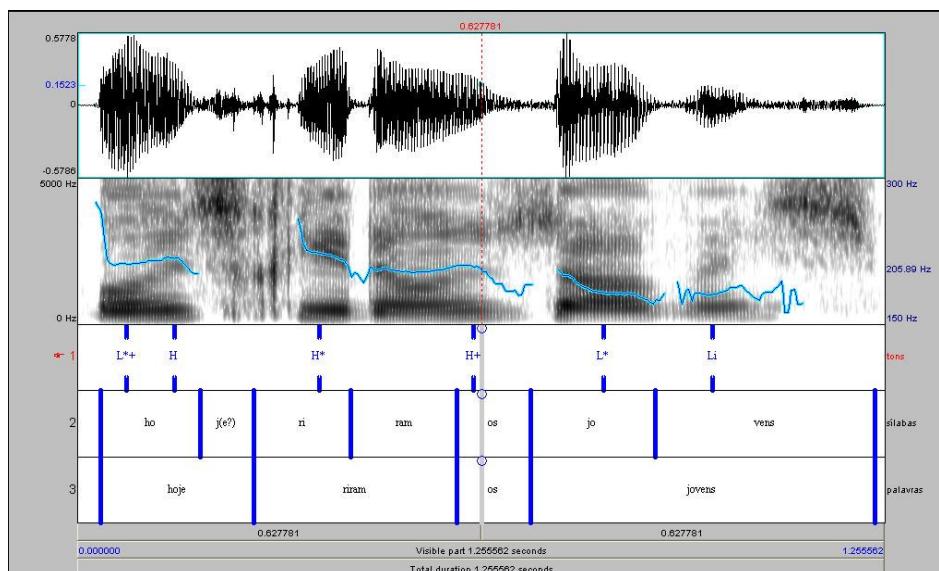 0.627781
0.5778
0.1523
0
-0.5786
5000 Hz
300 Hz
205.89 Hz
0 Hz
150 Hz
1 L*+ H H* H+ L* Li tons
2 ho j(e?) ri ram os jo vens sílabas
3 hoje riram os jovens palavras
0.627781 0.627781
0.000000 Visible part 1.255562 seconds 1.255562
Total duration 1.255562 seconds